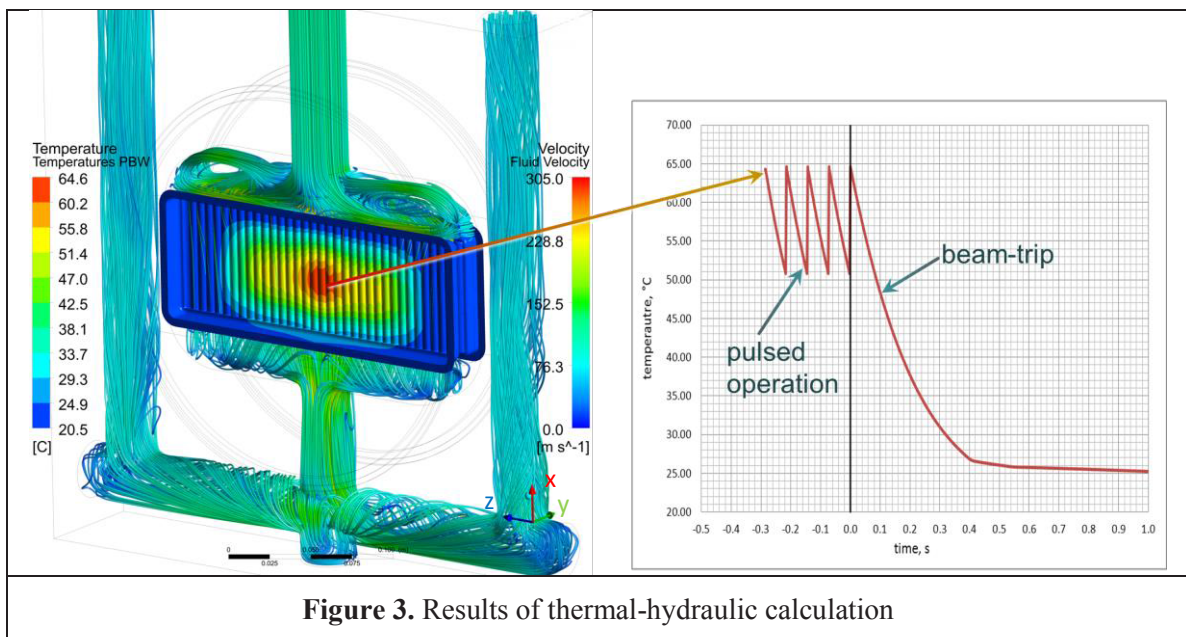 Temperature
Temperatures PBW
64.6
60.2
55.8
51.4
47.0
42.5
38.1
33.7
29.3
24.9
20.5
[C]
Velocity
Fluid Velocity
305.0
228.8
152.5
76.3
0.0
[m s^-1]
x
z
y
0
0.025
0.075
temperautre, °C
70.00
65.00
60.00
55.00
50.00
45.00
40.00
35.00
30.00
25.00
20.00
pulsed
operation
beam-trip
-0.5 -0.4 -0.3 -0.2 -0.1 0.0 0.1 0.2 0.3 0.4 0.5 0.6 0.7 0.8 0.9 1.0
time, s
Figure 3. Results of thermal-hydraulic calculation